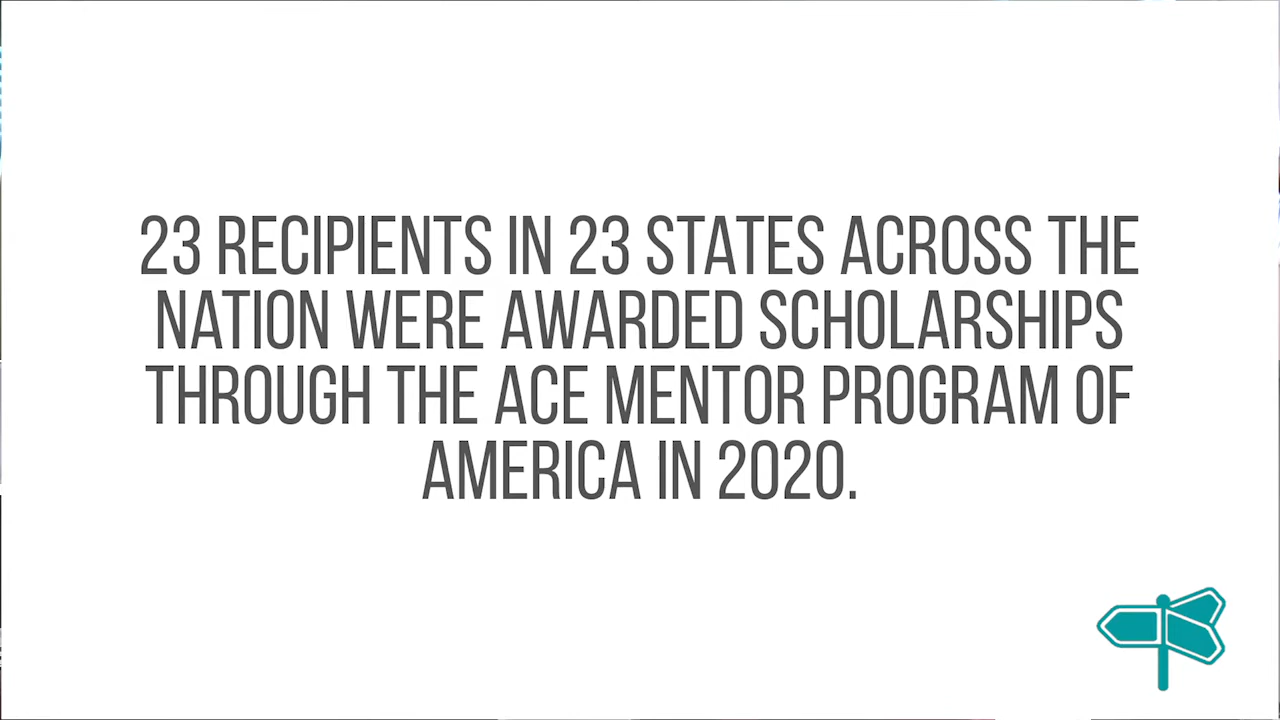 23 RECIPIENTS IN 23 STATES ACROSS THE
NATION WERE AWARDED SCHOLARSHIPS
THROUGH THE ACE MENTOR PROGRAM OF
AMERICA IN 2020.